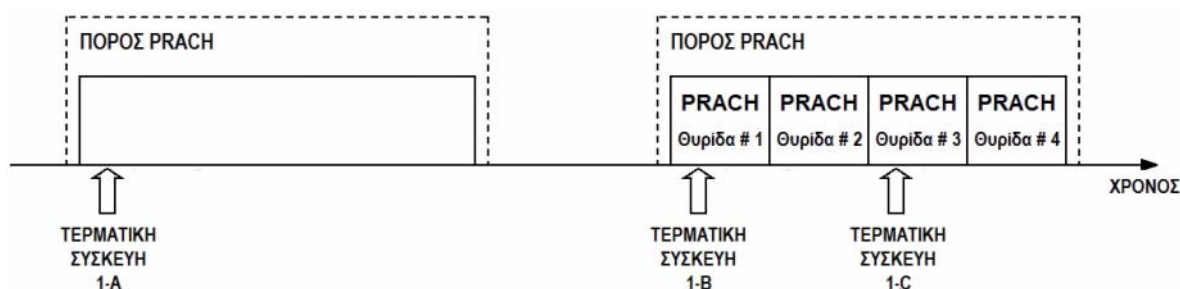 ΠΟΡΟΣ PRACH
ΠΟΡΟΣ PRACH
PRACH PRACH PRACH PRACH
Θυρίδα # 1 Θυρίδα # 2 Θυρίδα # 3 Θυρίδα # 4
ΧΡΟΝΟΣ
ΤΕΡΜΑΤΙΚΗ
ΣΥΣΚΕΥΗ
1-A
ΤΕΡΜΑΤΙΚΗ
ΣΥΣΚΕΥΗ
1-B
ΤΕΡΜΑΤΙΚΗ
ΣΥΣΚΕΥΗ
1-C